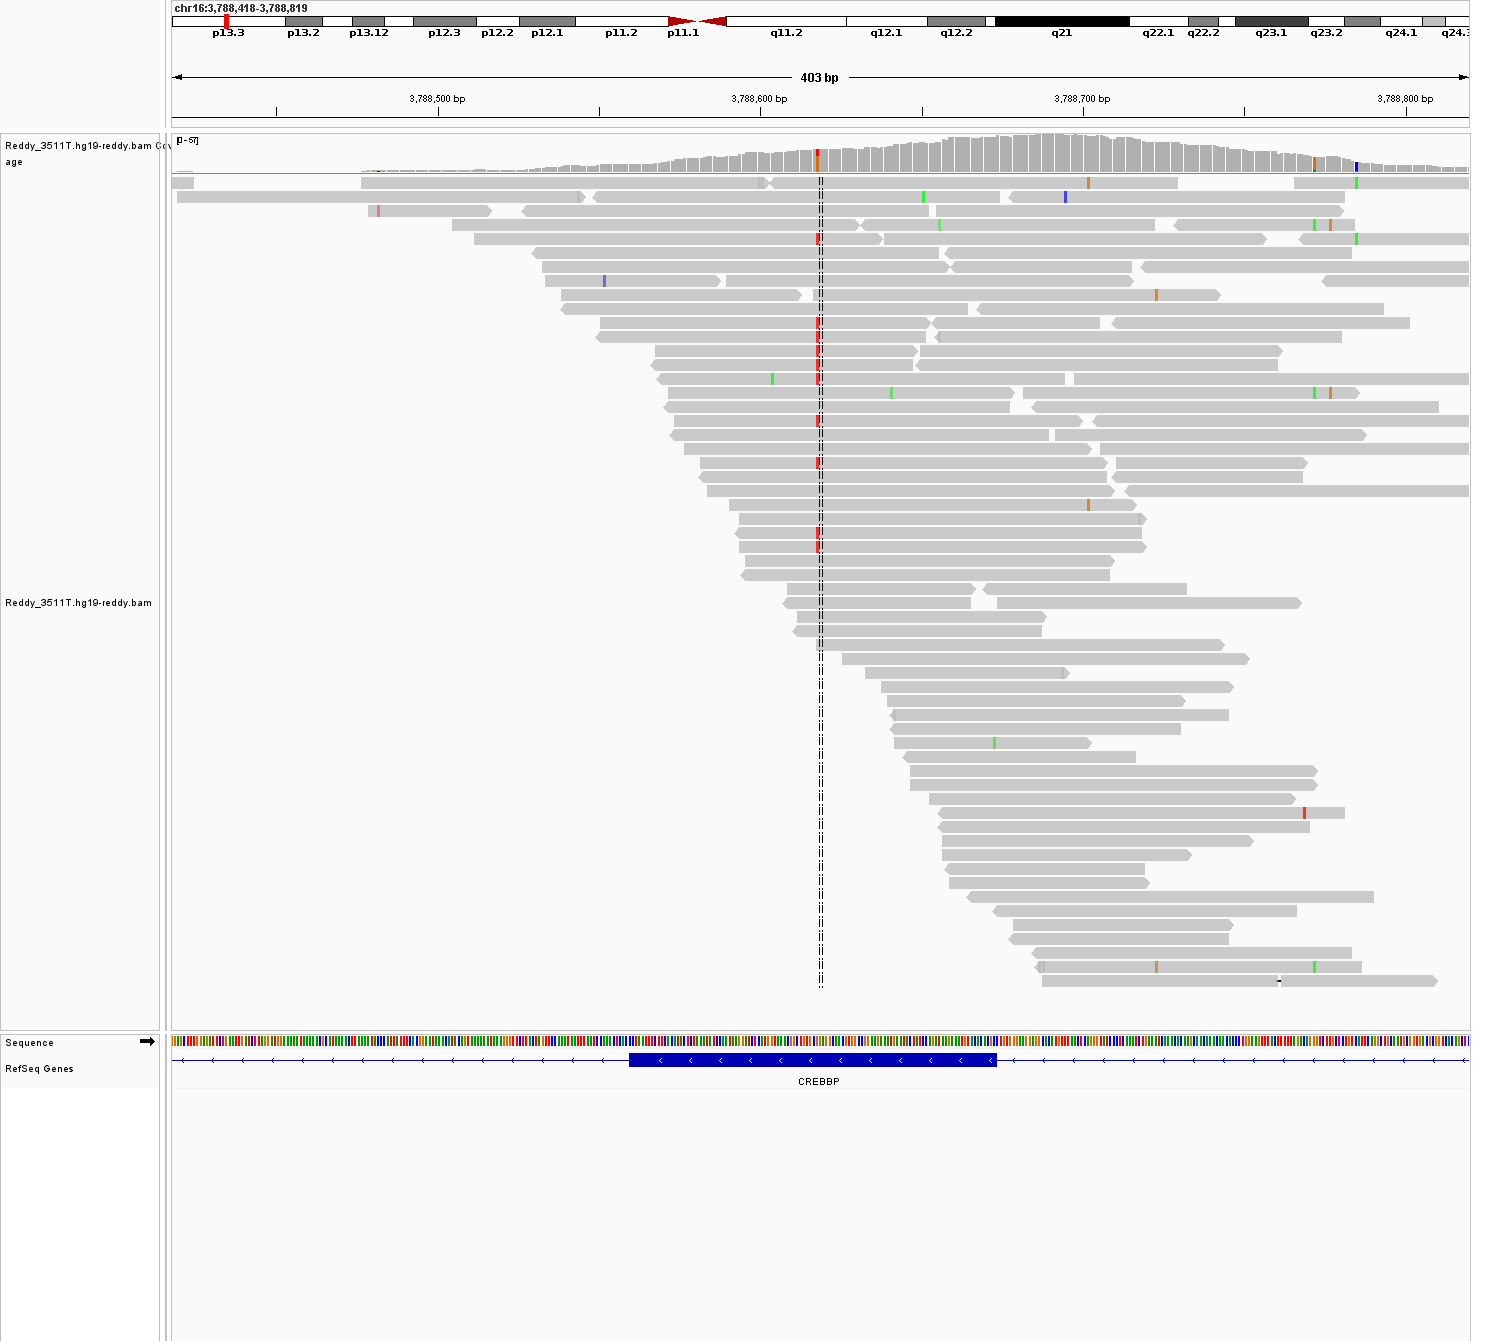 chr16:3,788,418-3,788,819
p13.3 p13.2 p13.12 p12.3 p12.2 p12.1 p11.2 p11.1 q11.2 q12.1 q12.2 q21 q22.1 q22.2 q23.1 q23.2 q24.1 q24.3
403 bp
3,788,500 bp 3,788,600 bp 3,788,700 bp 3,788,800 bp
[0-57]
Reddy_3511T.hg19-reddy.bam Cov
age
Reddy_3511T.hg19-reddy.bam
Sequence
RefSeq Genes
CREBBP